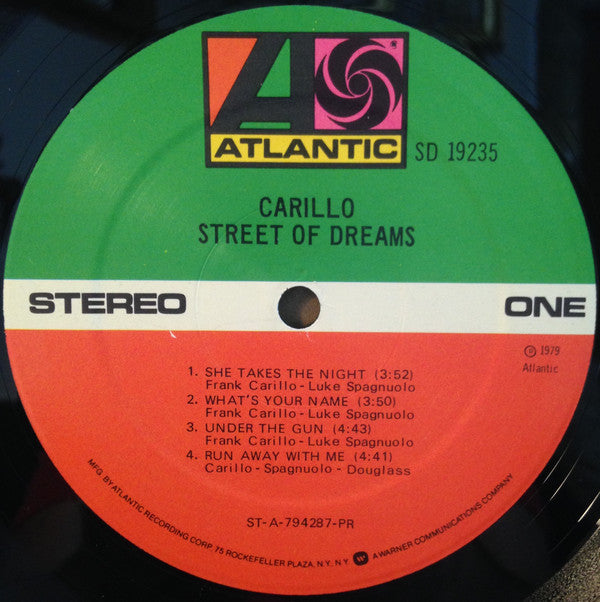 ATLANTIC
SD 19235
CARILLO
STREET OF DREAMS
STEREO
ONE
℗ 1979
Atlantic
1. SHE TAKES THE NIGHT (3:52)
Frank Carillo - Luke Spagnuolo
2. WHAT'S YOUR NAME (3:50)
Frank Carillo - Luke Spagnuolo
3. UNDER THE GUN (4:43)
Frank Carillo - Luke Spagnuolo
4. RUN AWAY WITH ME (4:41)
Carillo - Spagnuolo - Douglass
ST-A-794287-PR
MFG. BY ATLANTIC RECORDING CORP. 75 ROCKEFELLER PLAZA, N.Y., N.Y. A WARNER COMMUNICATIONS COMPANY